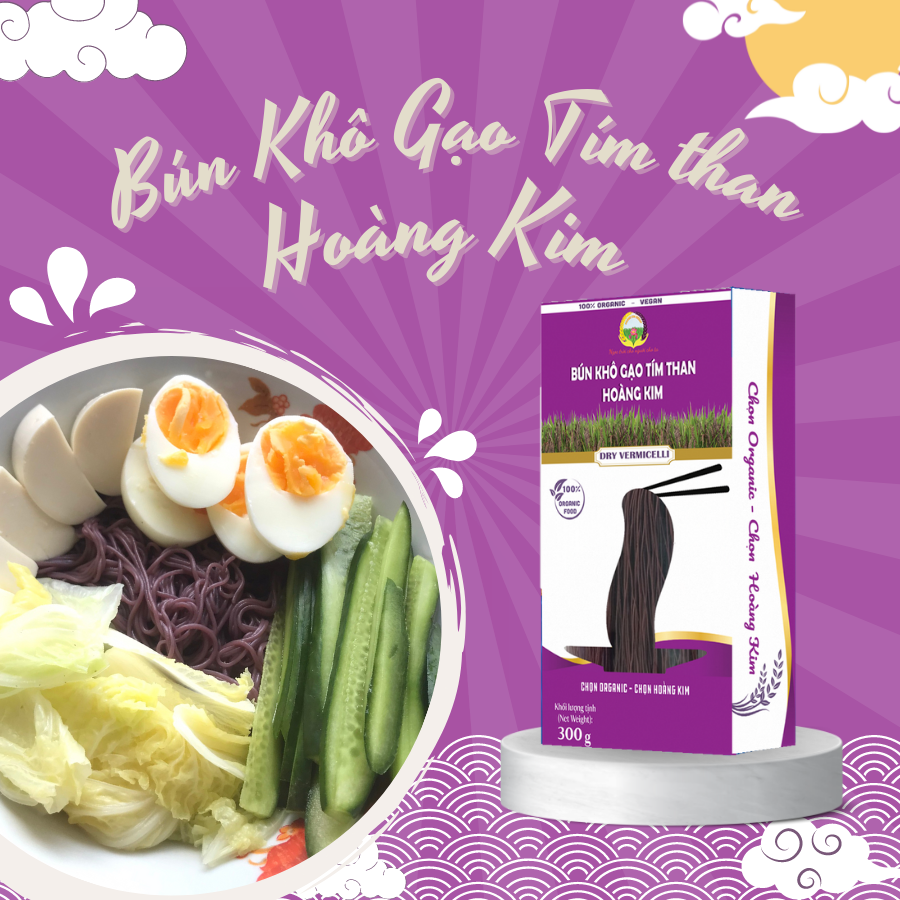 Bún Khô Gạo Tím than
Hoàng Kim
100% ORGANIC - VEGAN
BÚN KHÔ GẠO TÍM THAN
HOÀNG KIM
DRY VERMICELLI
100%
ORGANIC
FOOD
CHỌN ORGANIC - CHỌN HOÀNG KIM
Khối lượng tịnh
(Net Weight):
300 g
Chọn Organic - Chọn Hoàng Kim